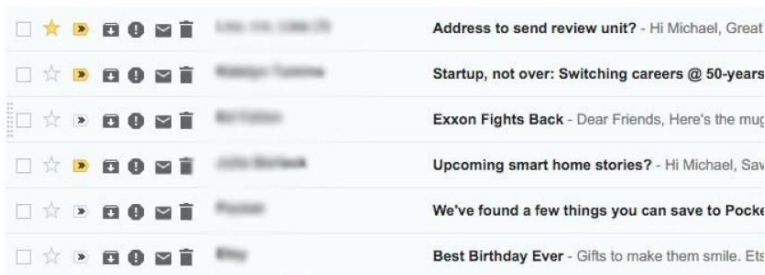 Address to send review unit? - Hi Michael, Great
Startup, not over: Switching careers @ 50-years
Exxon Fights Back - Dear Friends, Here's the mug
Upcoming smart home stories? - Hi Michael, Sav
We've found a few things you can save to Pocke
Best Birthday Ever - Gifts to make them smile. Ets